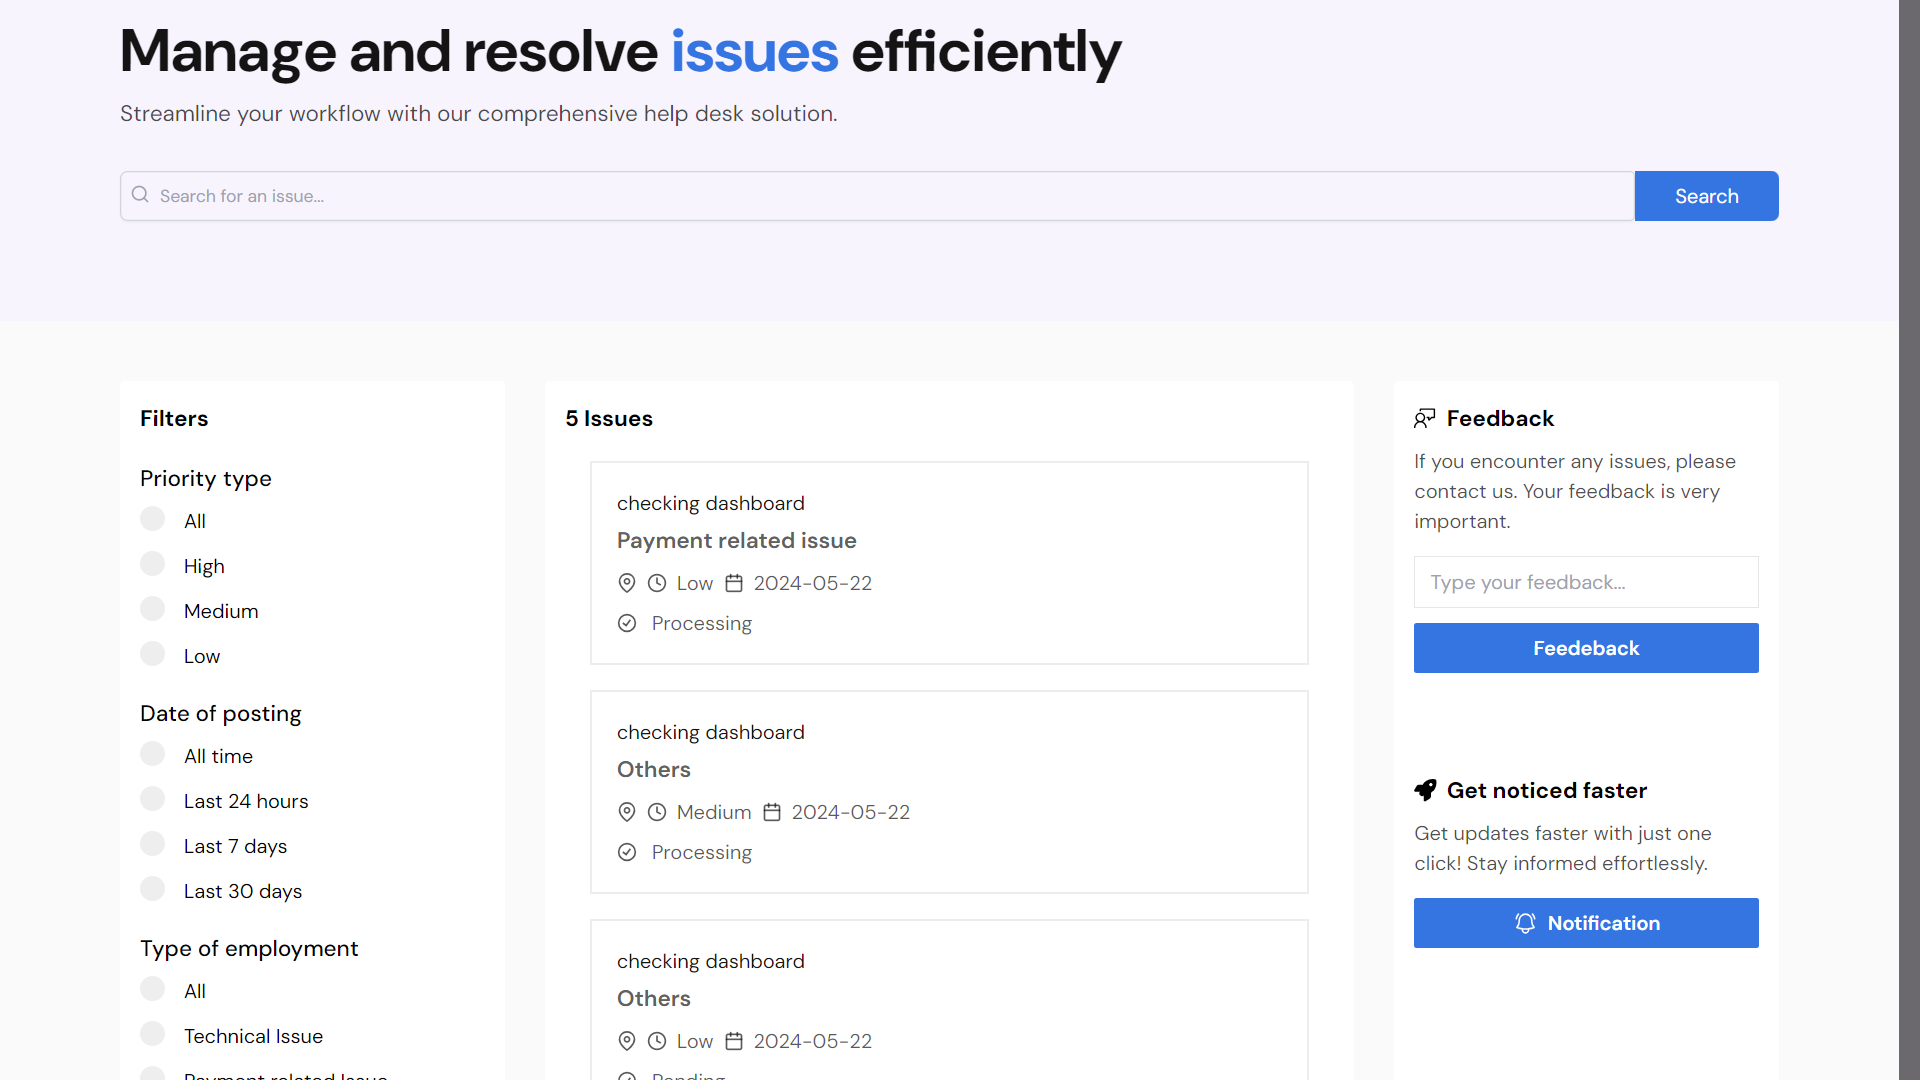 Manage and resolve issues efficiently
Streamline your workflow with our comprehensive help desk solution.
Search for an issue...
Search
Filters
Priority type
All
High
Medium
Low
Date of posting
All time
Last 24 hours
Last 7 days
Last 30 days
Type of employment
All
Technical Issue
Payment related Issue
5 Issues
checking dashboard
Payment related issue
Low 2024-05-22
Processing
checking dashboard
Others
Medium 2024-05-22
Processing
checking dashboard
Others
Low 2024-05-22
Pending
Feedback
If you encounter any issues, please
contact us. Your feedback is very
important.
Type your feedback...
Feedeback
Get noticed faster
Get updates faster with just one
click! Stay informed effortlessly.
Notification